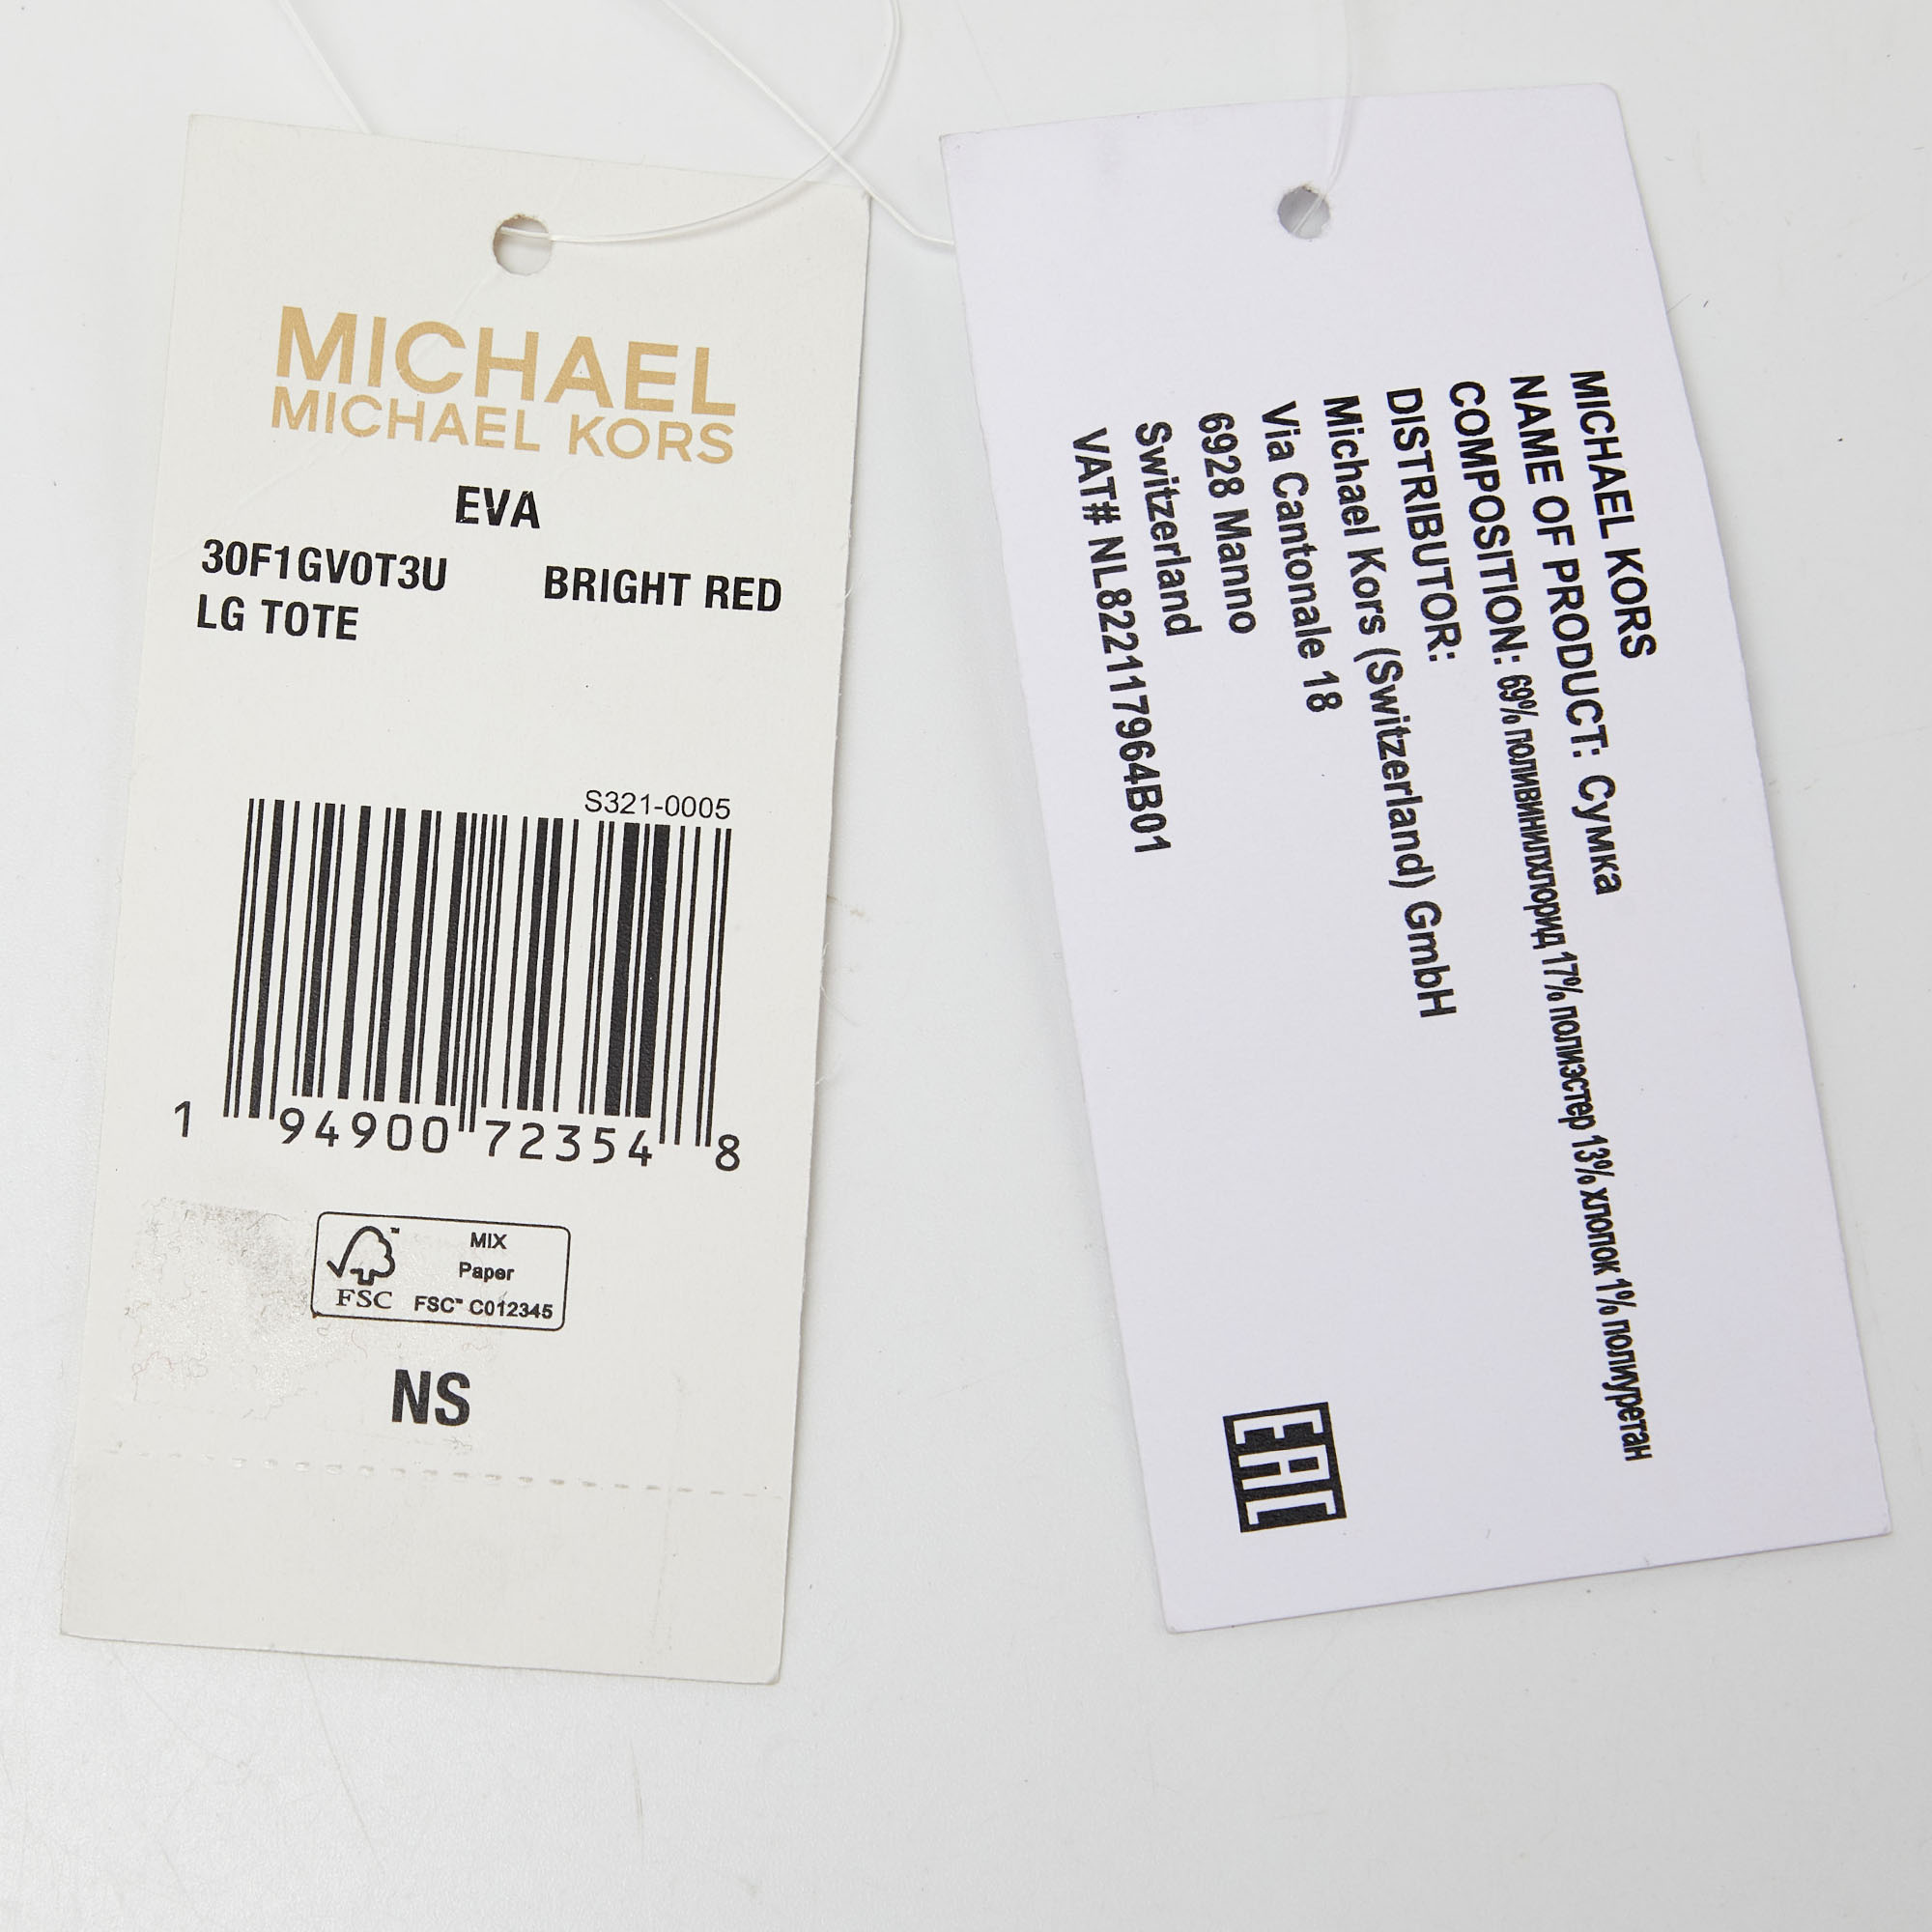 MICHAEL
MICHAEL KORS
EVA
30F1GV0T3U BRIGHT RED
LG TOTE
S321-0005
1 94900 72354 8
FSC
MIX
Paper
FSC™ C012345
NS
MICHAEL KORS
NAME OF PRODUCT: Сумка
COMPOSITION: 69% поливинилхлорид 17% полиэстер 13% хлопок 1% полиуретан
DISTRIBUTOR:
Michael Kors (Switzerland) GmbH
Via Cantonale 18
6928 Manno
Switzerland
VAT# NL822117964B01
EAC